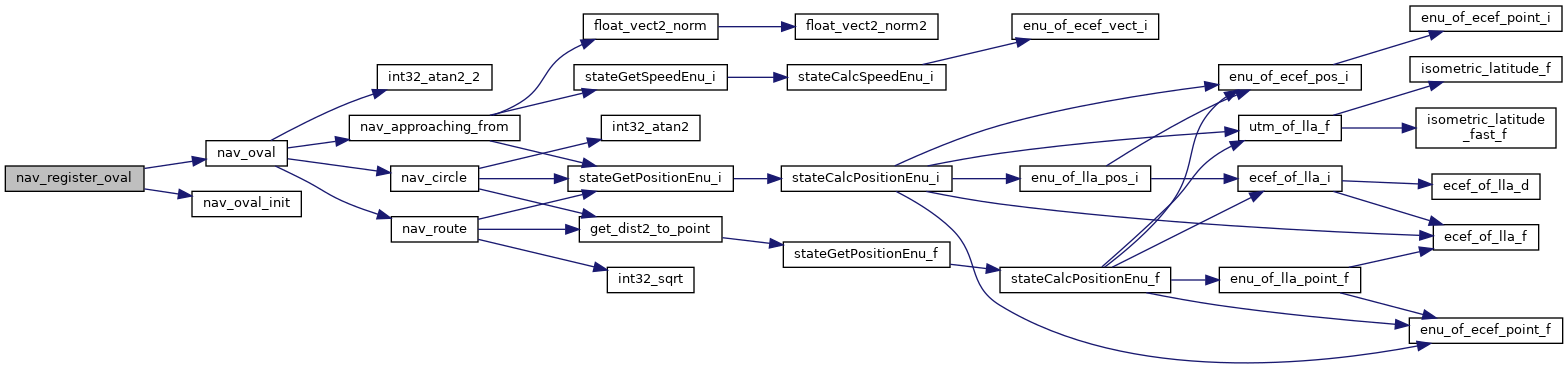 nav_register_oval
nav_oval
nav_oval_init
int32_atan2_2
nav_approaching_from
nav_circle
nav_route
float_vect2_norm
stateGetSpeedEnu_i
int32_atan2
stateGetPositionEnu_i
get_dist2_to_point
int32_sqrt
float_vect2_norm2
stateCalcSpeedEnu_i
stateCalcPositionEnu_i
stateGetPositionEnu_f
enu_of_ecef_vect_i
enu_of_lla_pos_i
stateCalcPositionEnu_f
enu_of_ecef_pos_i
utm_of_lla_f
ecef_of_lla_i
enu_of_lla_point_f
enu_of_ecef_point_i
isometric_latitude_f
isometric_latitude
_fast_f
ecef_of_lla_d
ecef_of_lla_f
enu_of_ecef_point_f